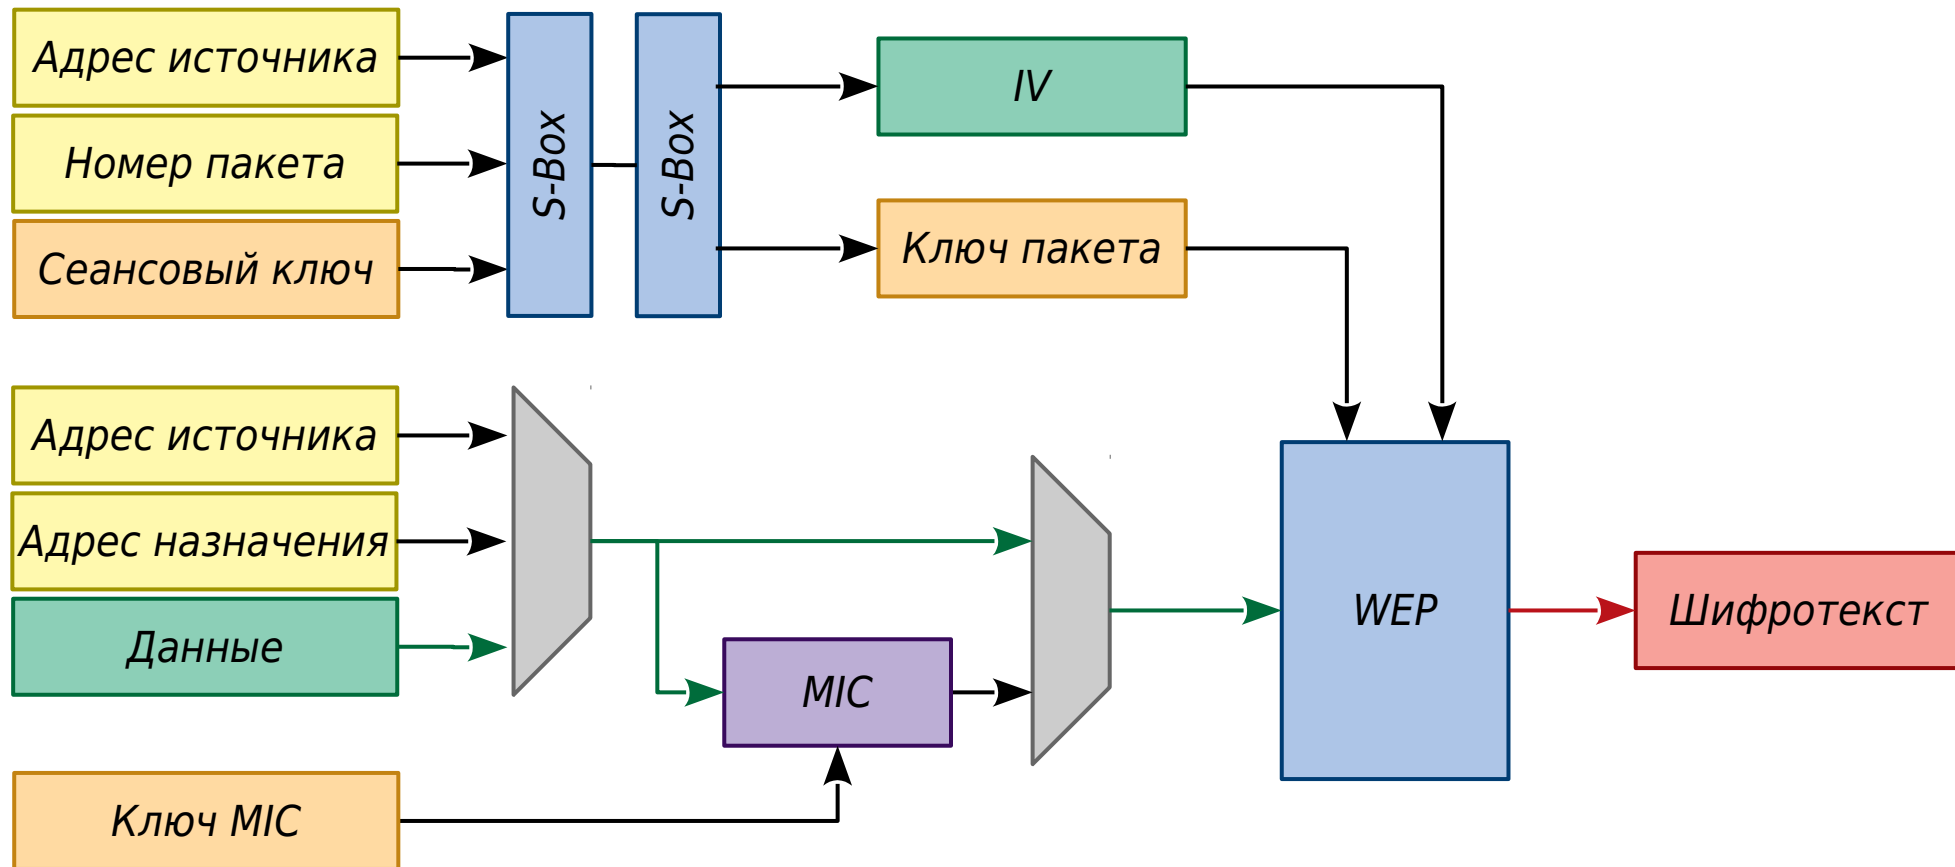 Адрес источника
Номер пакета
Сеансовый ключ
S-Box
S-Box
IV
Ключ пакета
Адрес источника
Адрес назначения
Данные
MIC
Ключ MIC
WEP
Шифротекст